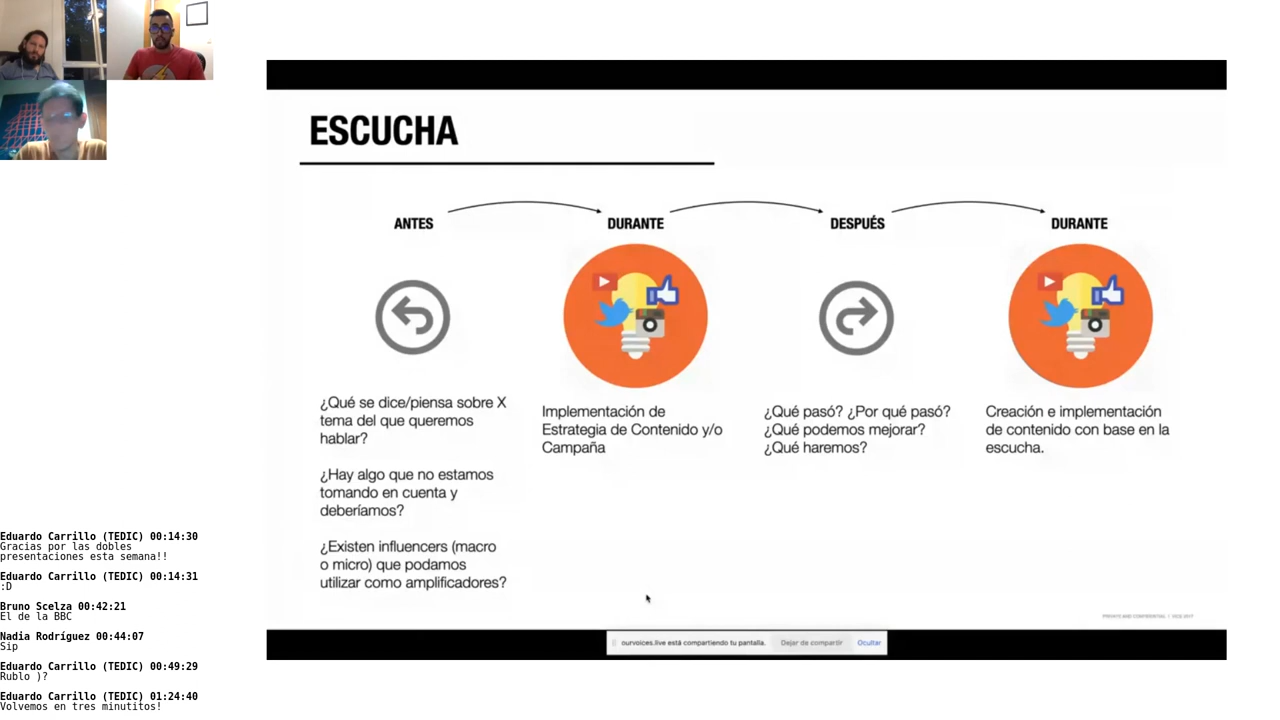 ESCUCHA
ANTES
DURANTE
DESPUÉS
DURANTE
¿Qué se dice/piensa sobre X
tema del que queremos
hablar?
¿Hay algo que no estamos
tomando en cuenta y
deberíamos?
¿Existen influencers (macro
o micro) que podamos
utilizar como amplificadores?
Implementación de
Estrategia de Contenido y/o
Campaña
¿Qué pasó? ¿Por qué pasó?
¿Qué podemos mejorar?
¿Qué haremos?
Creación e implementación
de contenido con base en la
escucha.
ourvoices.live está compartiendo tu pantalla.
Dejar de compartir
Ocultar
Eduardo Carrillo (TEDIC) 00:14:30
Gracias por las dobles
presentaciones esta semana!!
Eduardo Carrillo (TEDIC) 00:14:31
:D
Bruno Scelza 00:42:21
El de la BBC
Nadia Rodríguez 00:44:07
Sip
Eduardo Carrillo (TEDIC) 00:49:29
Rublo )?
Eduardo Carrillo (TEDIC) 01:24:40
Volvemos en tres minutitos!